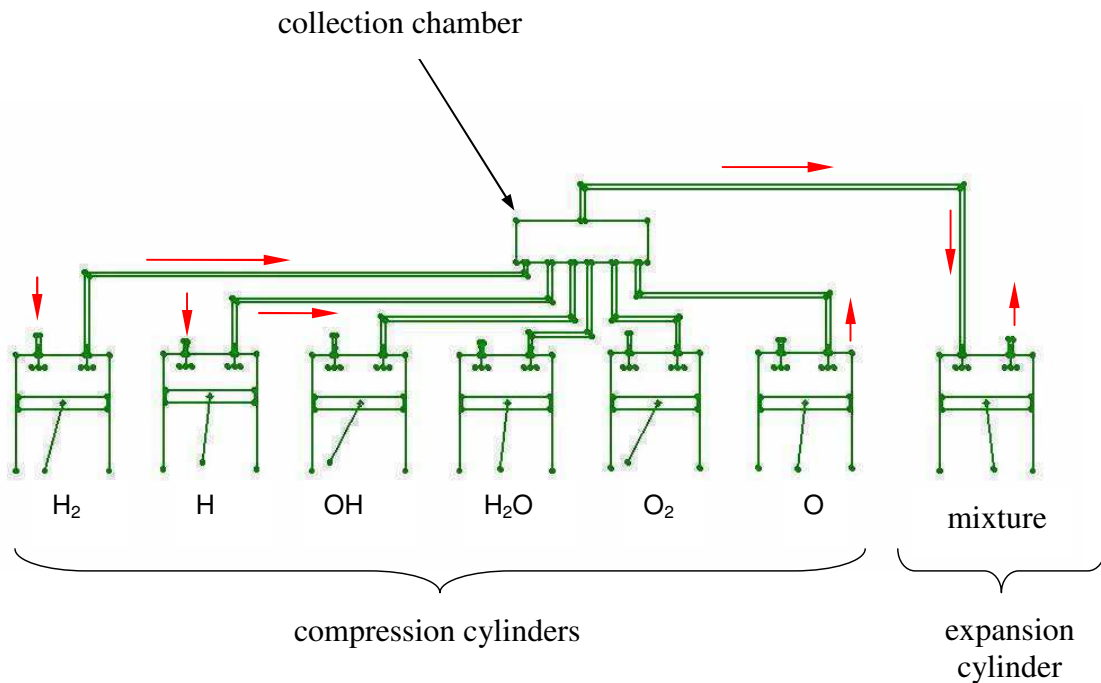 collection chamber
H₂
H
OH
H₂O
O₂
O
mixture
compression cylinders
expansion
cylinder